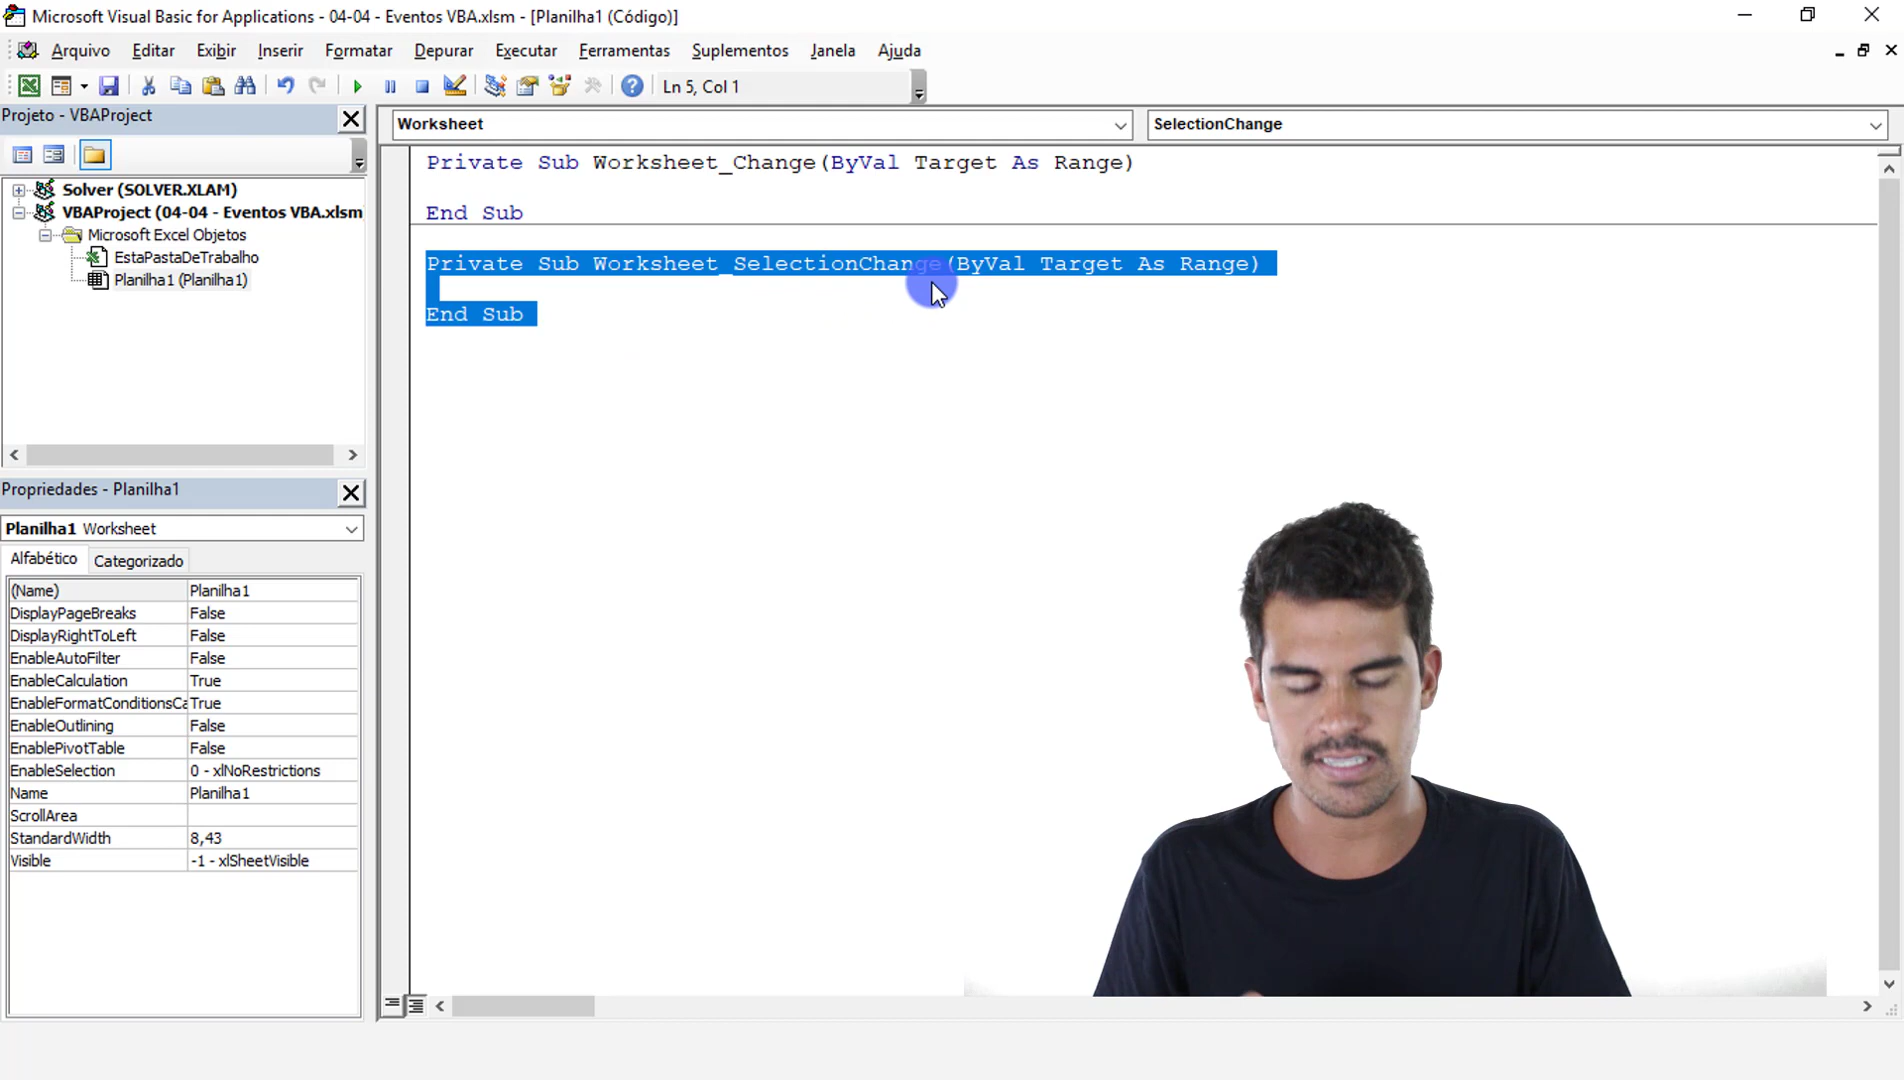 Microsoft Visual Basic for Applications - 04-04 - Eventos VBA.xlsm - [Planilha1 (Código)]
Arquivo Editar Exibir Inserir Formatar Depurar Executar Ferramentas Suplementos Janela Ajuda
Ln 5, Col 1
Projeto - VBAProject
Solver (SOLVER.XLAM)
VBAProject (04-04 - Eventos VBA.xlsm
Microsoft Excel Objetos
EstaPastaDeTrabalho
Planilha1 (Planilha1)
Propriedades - Planilha1
Planilha1 Worksheet
Alfabético Categorizado
(Name) Planilha1
DisplayPageBreaks False
DisplayRightToLeft False
EnableAutoFilter False
EnableCalculation True
EnableFormatConditionsCa True
EnableOutlining False
EnablePivotTable False
EnableSelection 0 - xlNoRestrictions
Name Planilha1
ScrollArea
StandardWidth 8,43
Visible -1 - xlSheetVisible
Worksheet SelectionChange
Private Sub Worksheet_Change(ByVal Target As Range)
End Sub
Private Sub Worksheet_SelectionChange(ByVal Target As Range)
End Sub